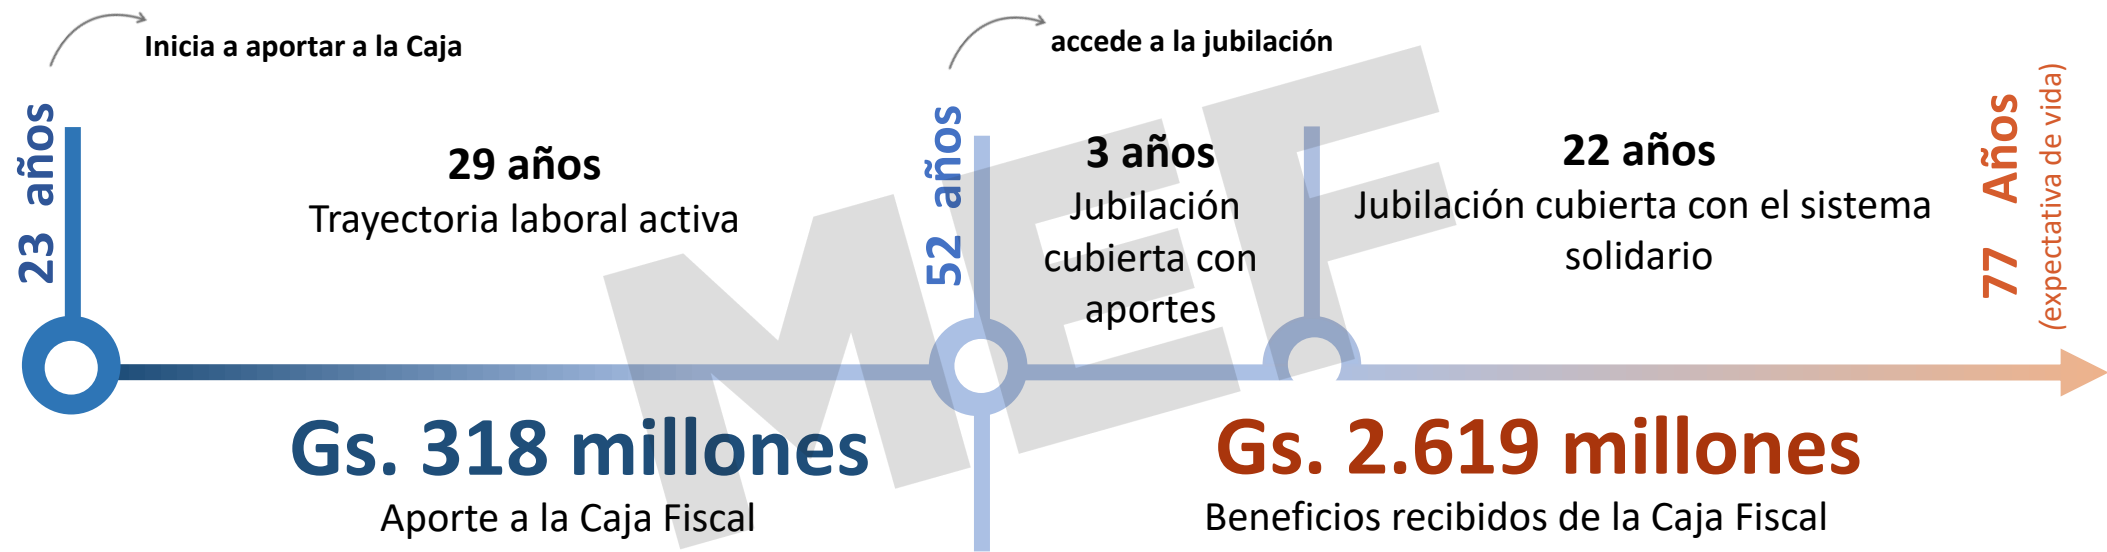 Inicia a aportar a la Caja
accede a la jubilación
23 años
29 años
Trayectoria laboral activa
52 años
3 años
Jubilación
cubierta con
aportes
22 años
Jubilación cubierta con el sistema
solidario
77 Años
(expectativa de vida)
MEF
Gs. 318 millones
Aporte a la Caja Fiscal
Gs. 2.619 millones
Beneficios recibidos de la Caja Fiscal